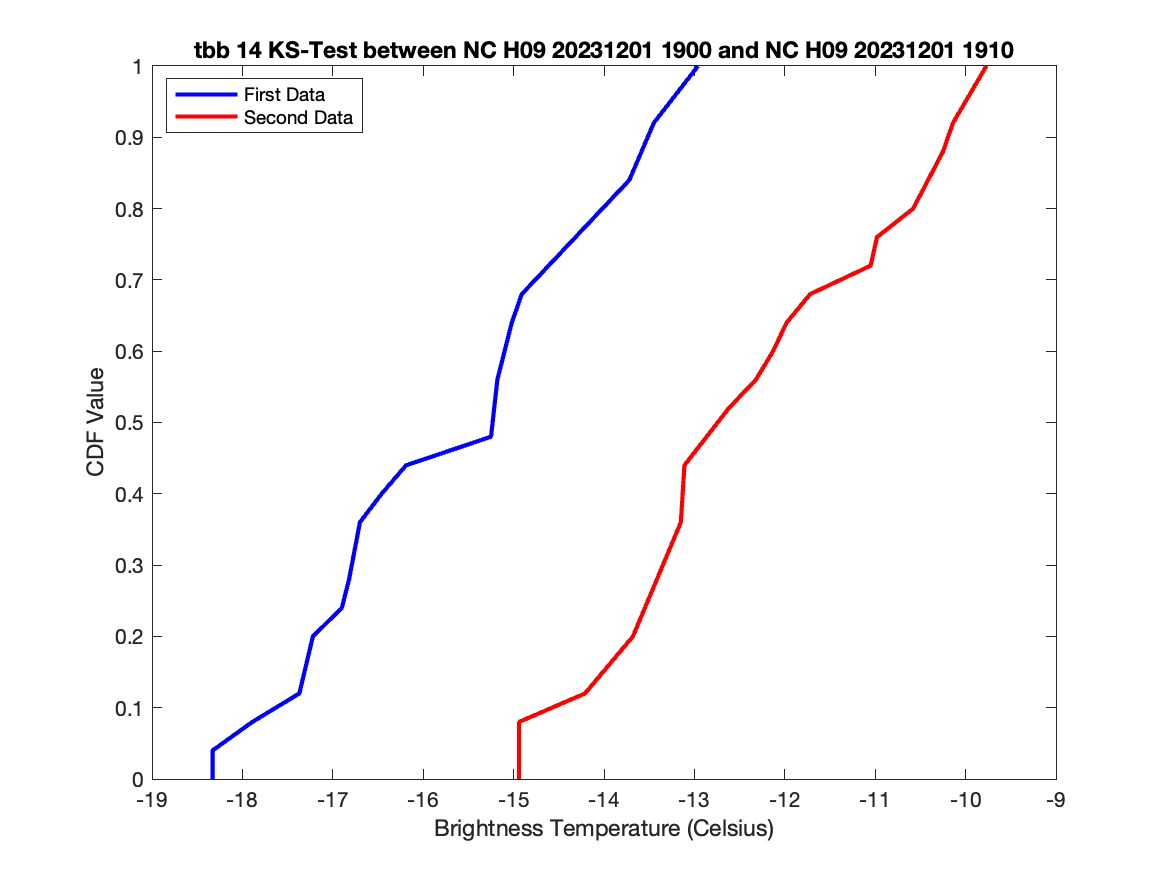 tbb 14 KS-Test between NC H09 20231201 1900 and NC H09 20231201 1910
First Data
Second Data
1
0.9
0.8
0.7
0.6
0.5
0.4
0.3
0.2
0.1
0
CDF Value
-19 -18 -17 -16 -15 -14 -13 -12 -11 -10 -9
Brightness Temperature (Celsius)